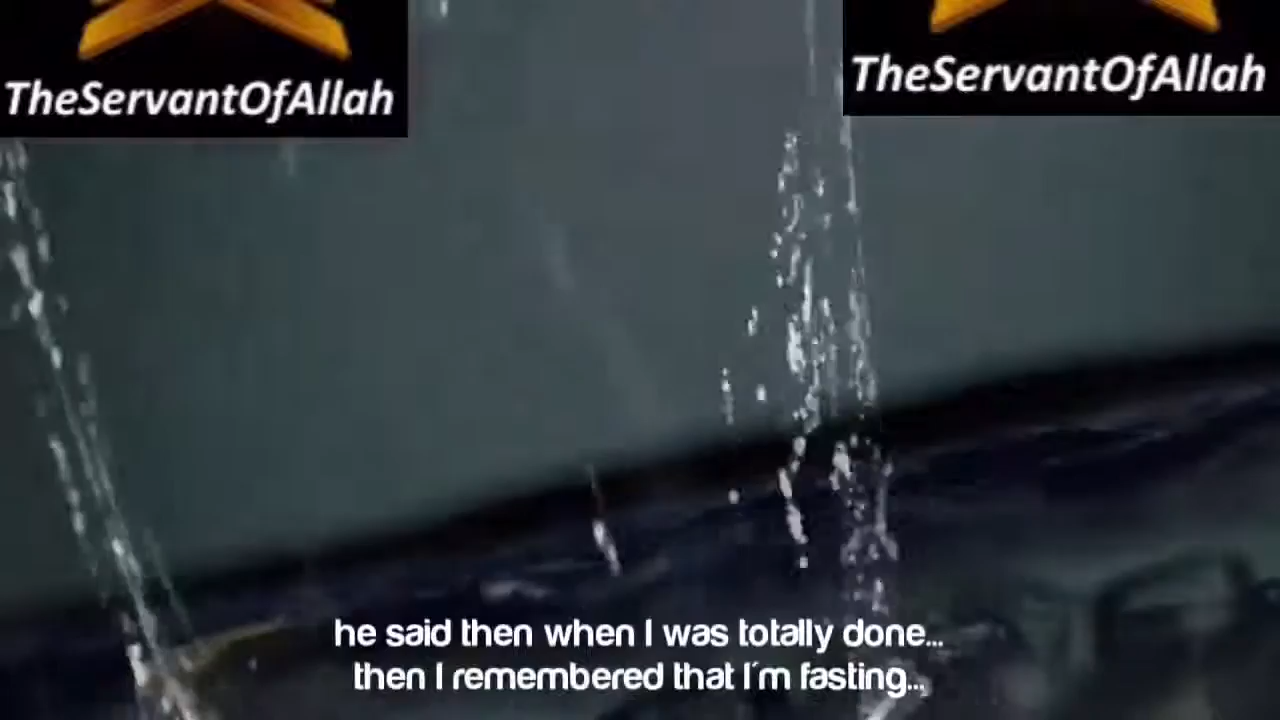 TheServantOfAllah
TheServantOfAllah
he said then when I was totally done...
then I remembered that I´m fasting...